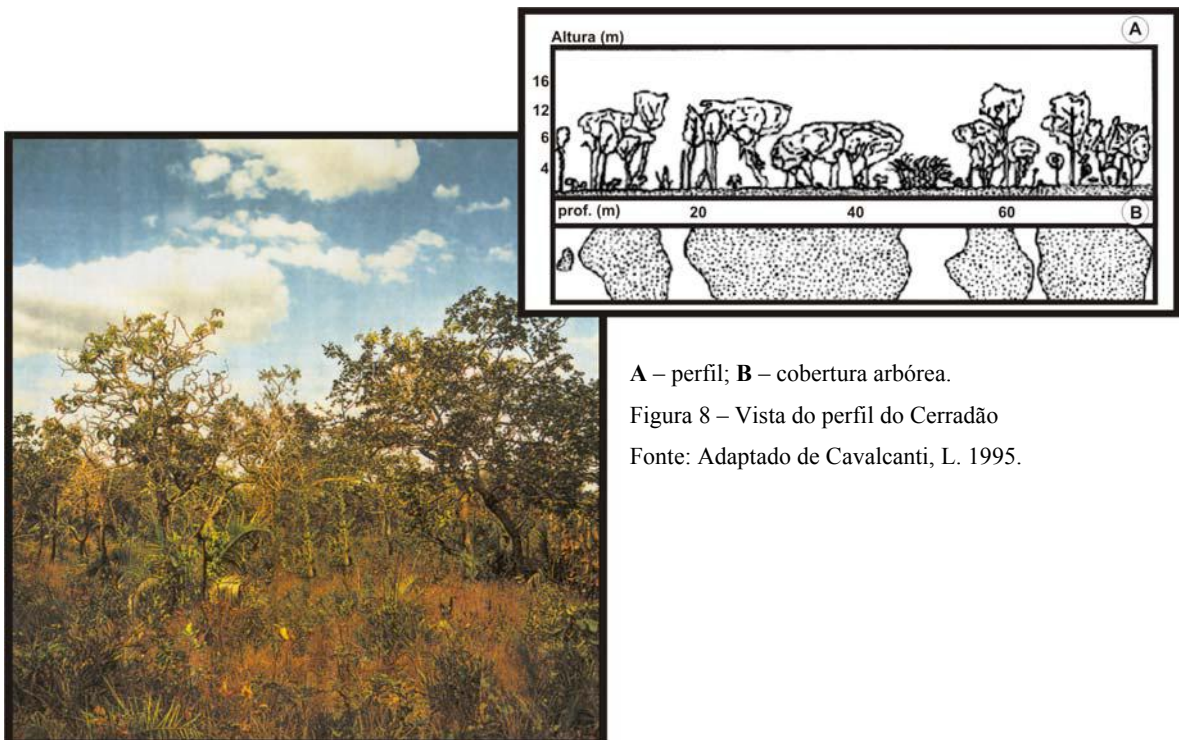 Altura (m)
A
16
12
6
4
prof. (m) 20 40 60 B
A – perfil; B – cobertura arbórea.
Figura 8 – Vista do perfil do Cerradão
Fonte: Adaptado de Cavalcanti, L. 1995.